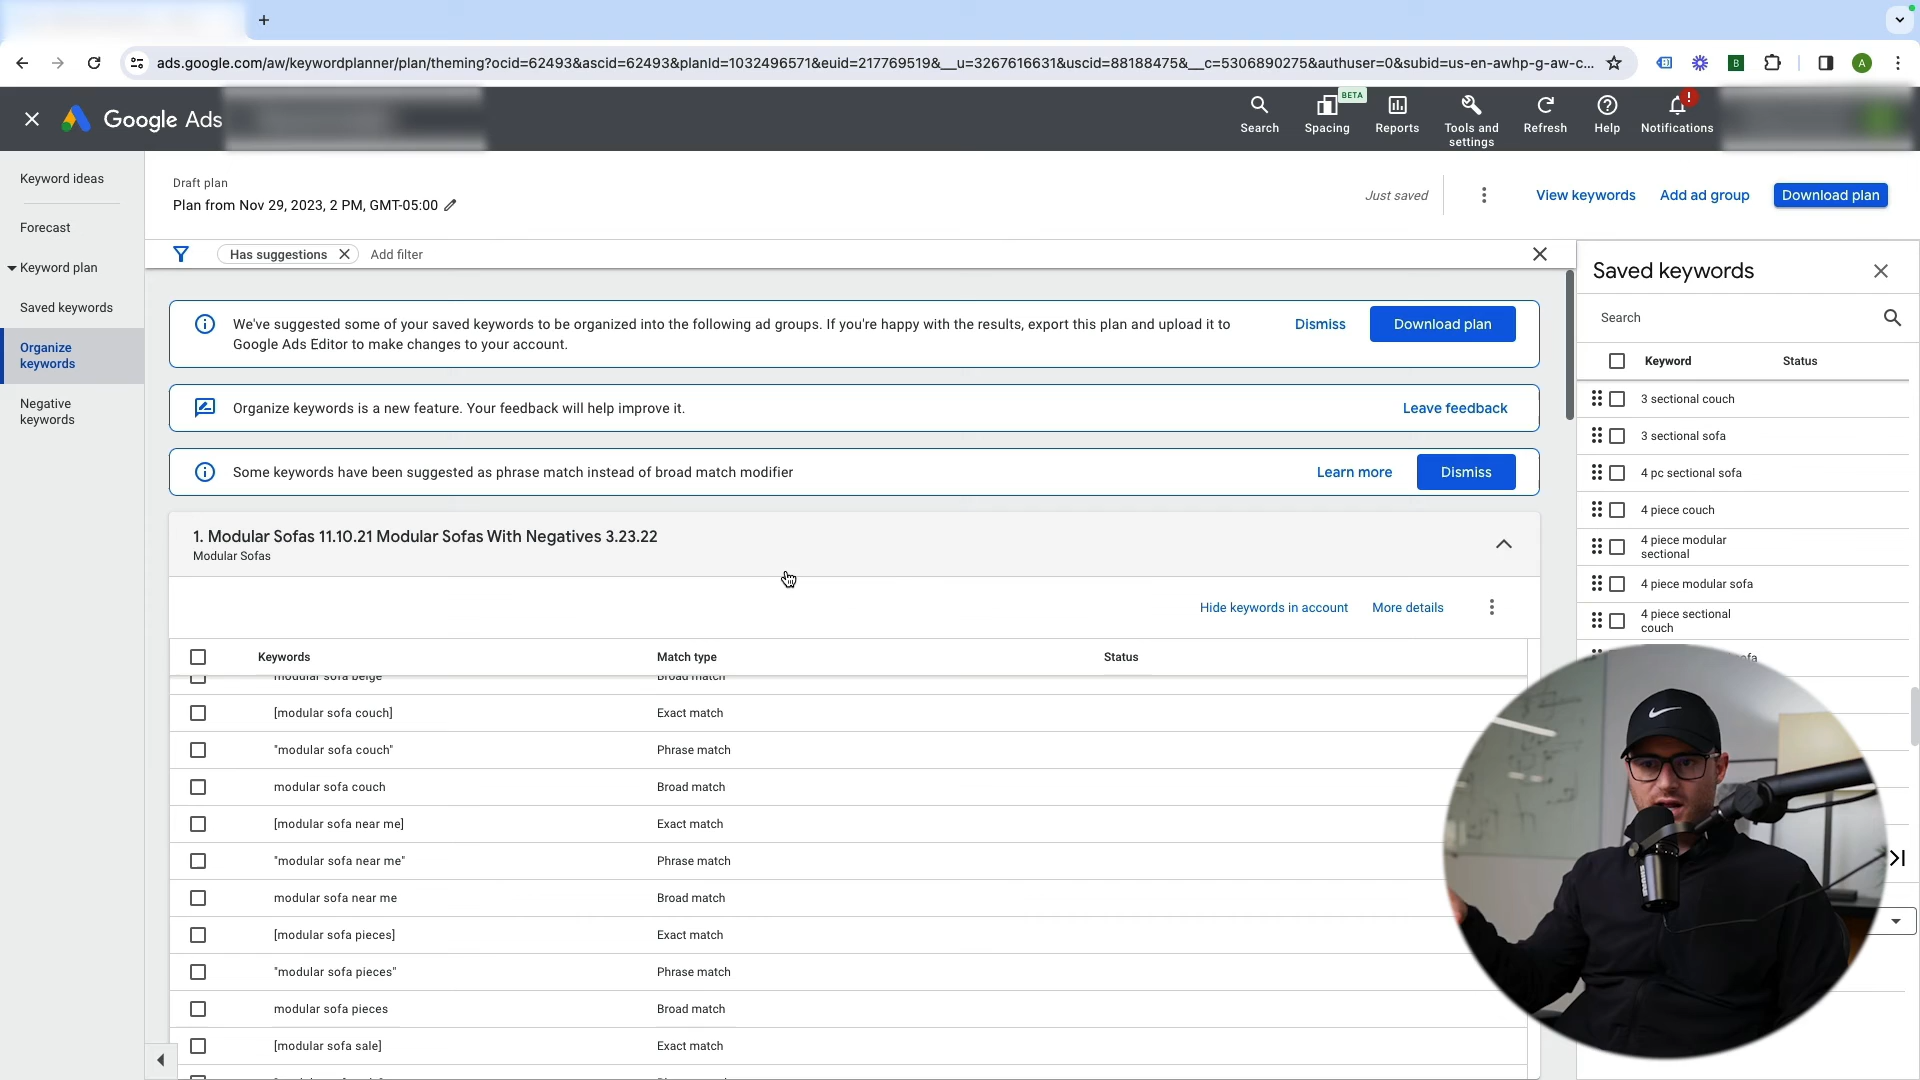 ads.google.com/aw/keywordplanner/plan/theming?ocid=62493&ascid=62493&planId=1032496571&euid=217769519&__u=3267616631&uscid=88188475&__c=5306890275&authuser=0&subid=us-en-awhp-g-aw-c...
B
A
Google Ads
Search
BETA
Spacing
Reports
Tools and
settings
Refresh
Help
!
Notifications
Keyword ideas
Forecast
Keyword plan
Saved keywords
Organize
keywords
Negative
keywords
Draft plan
Plan from Nov 29, 2023, 2 PM, GMT-05:00
Just saved
View keywords
Add ad group
Download plan
Has suggestions
Add filter
We've suggested some of your saved keywords to be organized into the following ad groups. If you're happy with the results, export this plan and upload it to
Google Ads Editor to make changes to your account.
Dismiss
Download plan
Organize keywords is a new feature. Your feedback will help improve it.
Leave feedback
Some keywords have been suggested as phrase match instead of broad match modifier
Learn more
Dismiss
1. Modular Sofas 11.10.21 Modular Sofas With Negatives 3.23.22
Modular Sofas
Hide keywords in account
More details
Keywords Match type Status
modular sofa beige Broad match
[modular sofa couch] Exact match
"modular sofa couch" Phrase match
modular sofa couch Broad match
[modular sofa near me] Exact match
"modular sofa near me" Phrase match
modular sofa near me Broad match
[modular sofa pieces] Exact match
"modular sofa pieces" Phrase match
modular sofa pieces Broad match
[modular sofa sale] Exact match
Saved keywords
Search
Keyword Status
3 sectional couch
3 sectional sofa
4 pc sectional sofa
4 piece couch
4 piece modular
sectional
4 piece modular sofa
4 piece sectional
couch